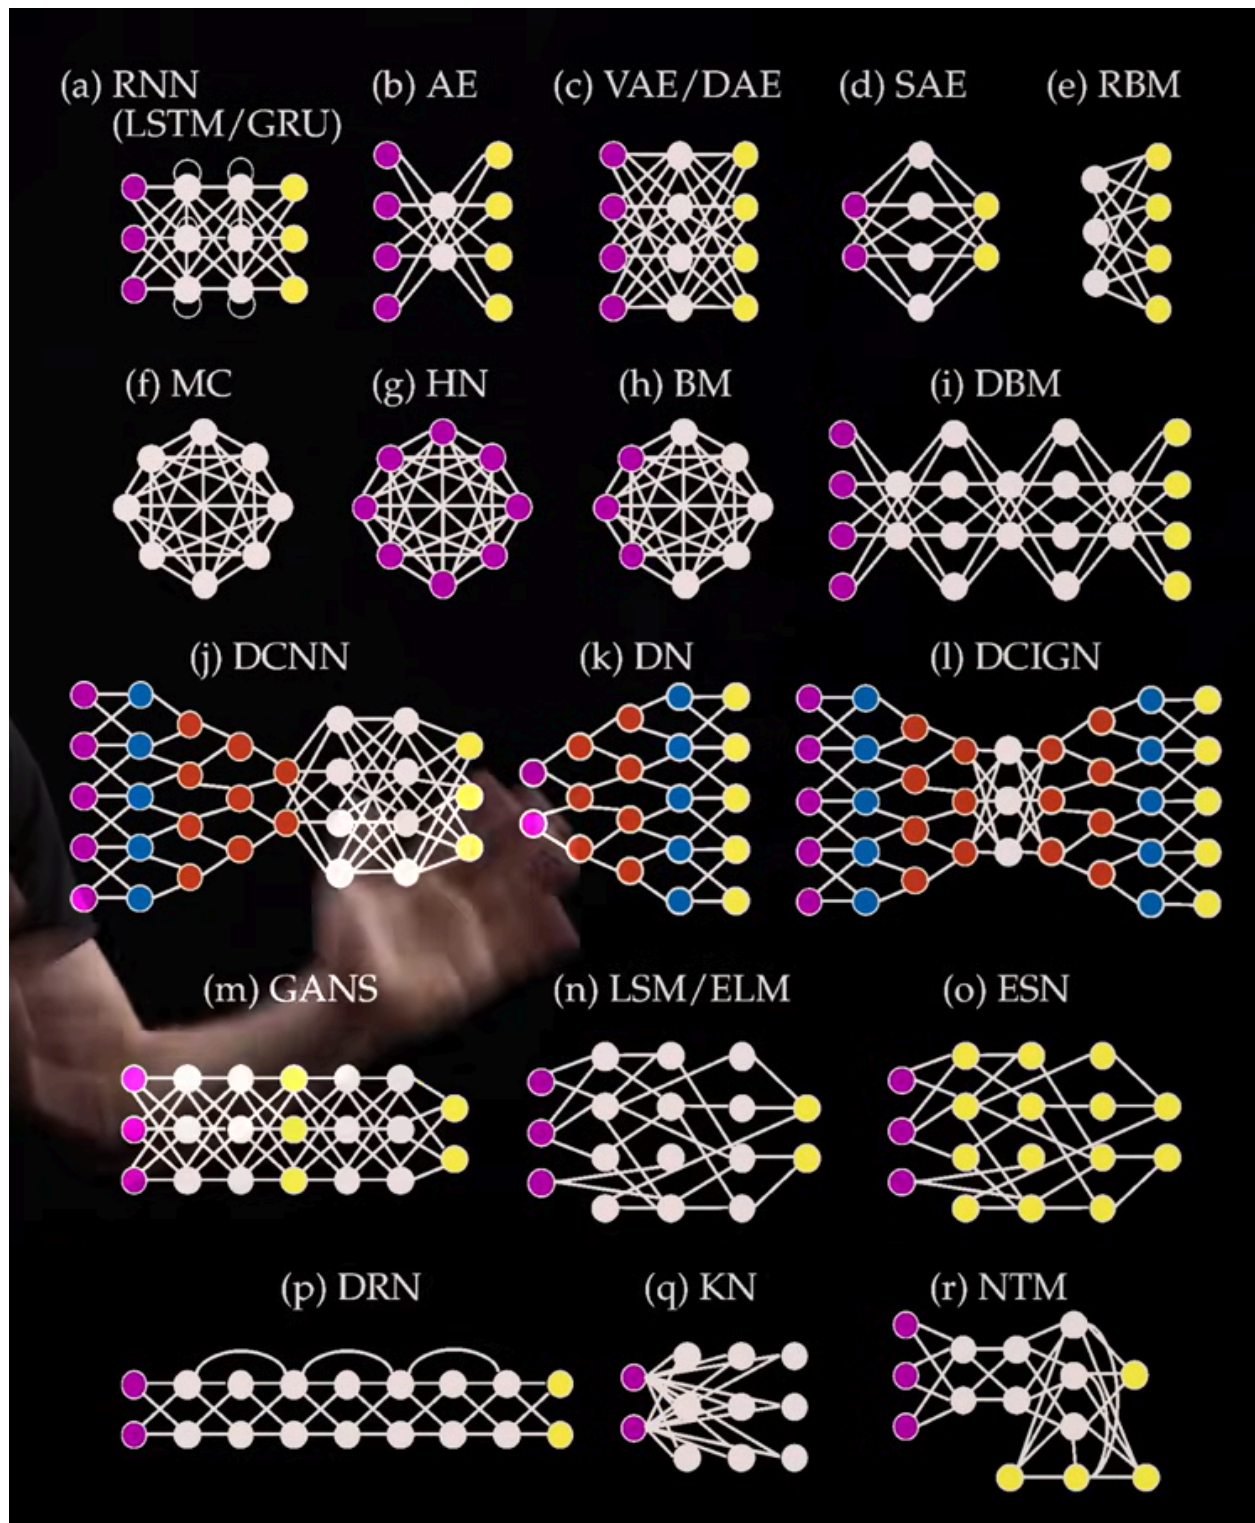 (a) RNN
(LSTM/GRU)
(b) AE
(c) VAE/DAE
(d) SAE
(e) RBM
(f) MC
(g) HN
(h) BM
(i) DBM
(j) DCNN
(k) DN
(l) DCIGN
(m) GANS
(n) LSM/ELM
(o) ESN
(p) DRN
(q) KN
(r) NTM